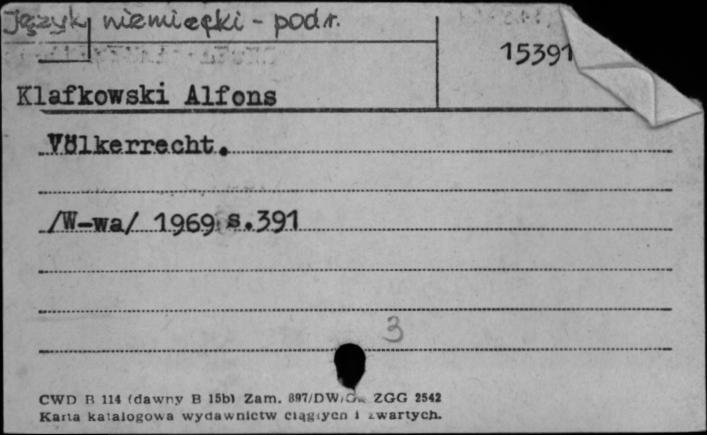 język niemiecki - podr.
15391
Klafkowski Alfons
Völkerrecht.
/W-wa/ 1969 s.391
3
CWD B 114 (dawny B 15b) Zam. 897/DW/ ZGG 2542
Karta katalogowa wydawnictw ciągłych i zwartych.